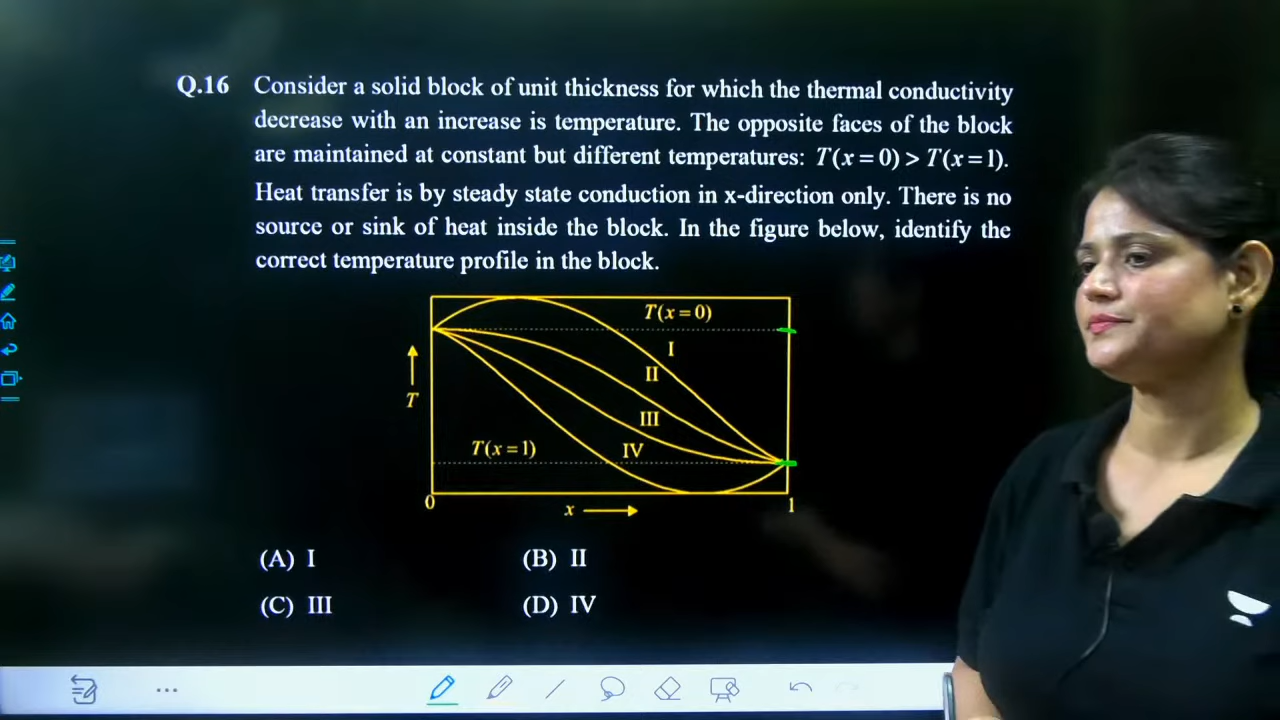 Q.16 Consider a solid block of unit thickness for which the thermal conductivity
decrease with an increase is temperature. The opposite faces of the block
are maintained at constant but different temperatures: T(x = 0) > T(x = 1).
Heat transfer is by steady state conduction in x-direction only. There is no
source or sink of heat inside the block. In the figure below, identify the
correct temperature profile in the block.
T(x = 0)
I
II
T
III
T(x = 1)
IV
0
x
1
(A) I
(B) II
(C) III
(D) IV